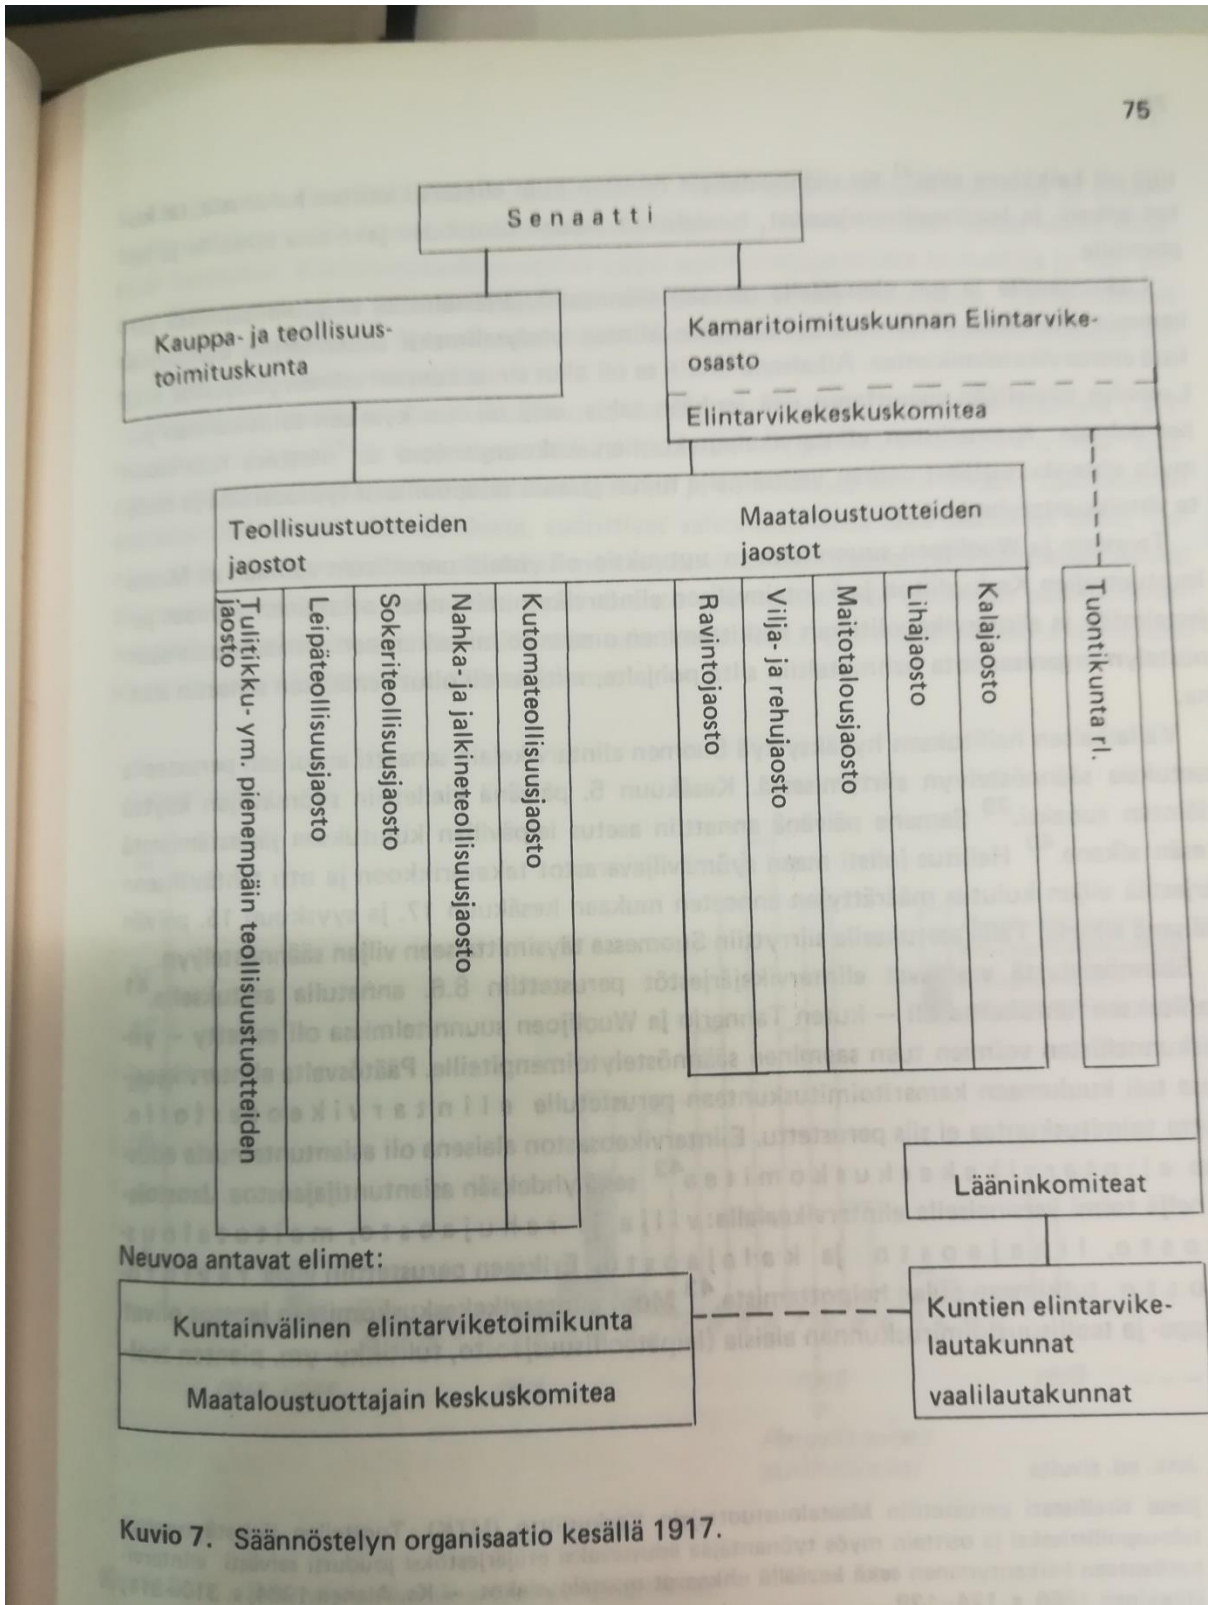 75
S e n a a t t i
Kauppa- ja teollisuus-
toimituskunta
Kamaritoimituskunnan Elintarvike-
osasto
Elintarvikekeskuskomitea
Teollisuustuotteiden
jaostot
Maataloustuotteiden
jaostot
Tulitikku- ym. pienempäin teollisuustuotteiden
jaosto
Leipäteollisuusjaosto
Sokeriteollisuusjaosto
Nahka- ja jalkineteollisuusjaosto
Kutomateollisuusjaosto
Ravintojaosto
Vilja- ja rehujaosto
Maitotalousjaosto
Lihajaosto
Kalajaosto
Tuontikunta rl.
Lääninkomiteat
Neuvoa antavat elimet:
Kuntainvälinen elintarviketoimikunta
Maataloustuottajain keskuskomitea
Kuntien elintarvike-
lautakunnat
vaalilautakunnat
Kuvio 7. Säännöstelyn organisaatio kesällä 1917.